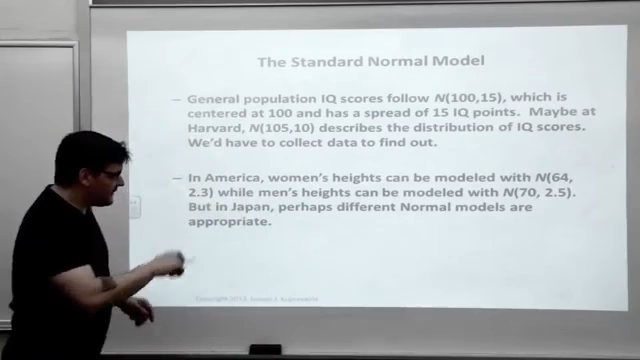 The Standard Normal Model
— General population IQ scores follow N(100,15), which is
centered at 100 and has a spread of 15 IQ points. Maybe at
Harvard, N(105,10) describes the distribution of IQ scores.
We'd have to collect data to find out.
— In America, women's heights can be modeled with N(64,
2.3) while men's heights can be modeled with N(70, 2.5).
But in Japan, perhaps different Normal models are
appropriate.
Copyright